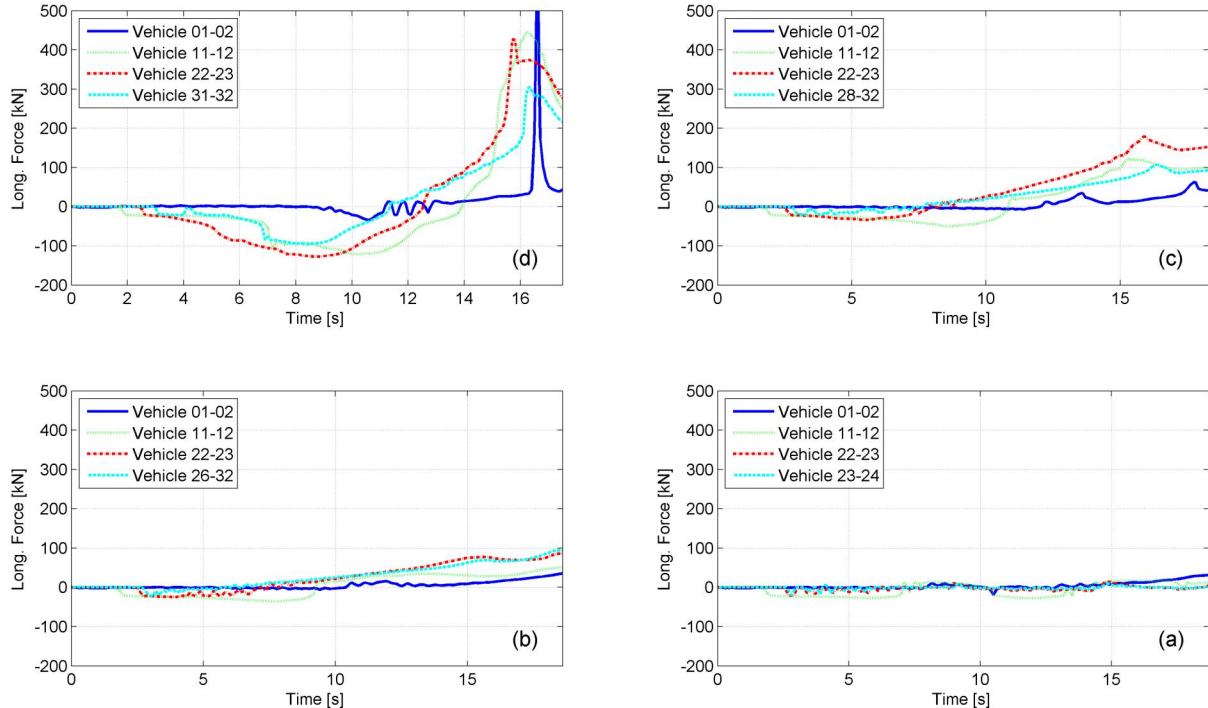 500
400
300
200
100
0
-100
-200
Long. Force [kN]
Vehicle 01-02
Vehicle 11-12
Vehicle 22-23
Vehicle 31-32
(d)
0 2 4 6 8 10 12 14 16
Time [s]
500
400
300
200
100
0
-100
-200
Long. Force [kN]
Vehicle 01-02
Vehicle 11-12
Vehicle 22-23
Vehicle 28-32
(c)
0 5 10 15
Time [s]
500
400
300
200
100
0
-100
-200
Long. Force [kN]
Vehicle 01-02
Vehicle 11-12
Vehicle 22-23
Vehicle 26-32
(b)
0 5 10 15
Time [s]
500
400
300
200
100
0
-100
-200
Long. Force [kN]
Vehicle 01-02
Vehicle 11-12
Vehicle 22-23
Vehicle 23-24
(a)
0 5 10 15
Time [s]